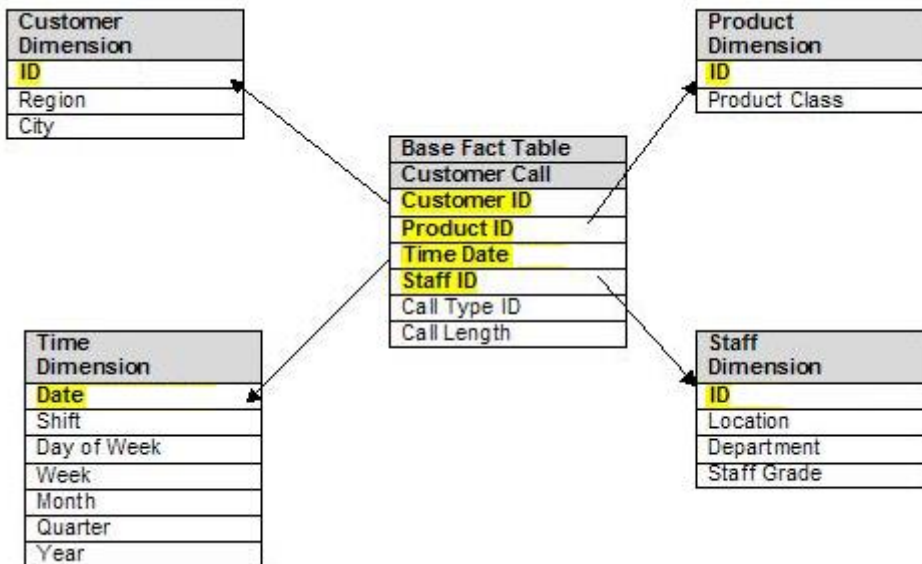 Customer
Dimension
ID
Region
City
Product
Dimension
ID
Product Class
Base Fact Table
Customer Call
Customer ID
Product ID
Time Date
Staff ID
Call Type ID
Call Length
Time
Dimension
Date
Shift
Day of Week
Week
Month
Quarter
Year
Staff
Dimension
ID
Location
Department
Staff Grade